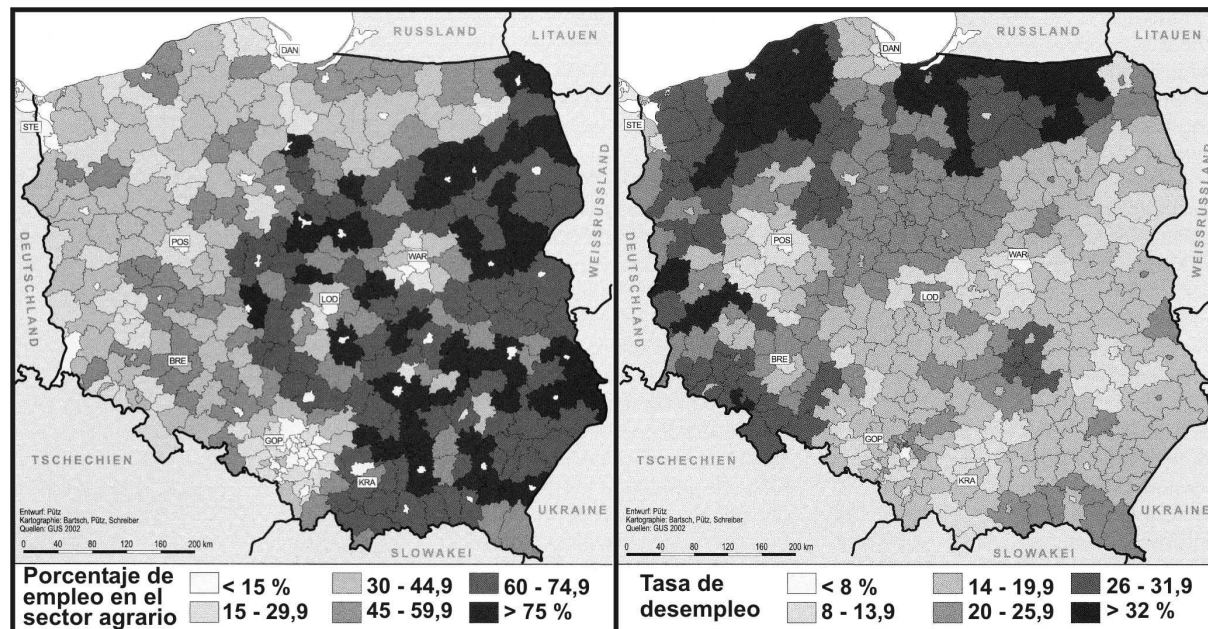 RUSSLAND
LITAUEN
DAN
STE
WEISSRUSSLAND
DEUTSCHLAND
POS
WAR
LOD
BRE
GOP
KRA
TSCHECHIEN
UKRAINE
SLOWAKEI
Entwurf: Pütz
Kartographie: Bartsch, Pütz, Schreiber
Quellen: GUS 2002
0 40 80 120 160 200 km
Porcentaje de
empleo en el
sector agrario
< 15 %
15 - 29,9
30 - 44,9
45 - 59,9
60 - 74,9
> 75 %
RUSSLAND
LITAUEN
DAN
STE
WEISSRUSSLAND
DEUTSCHLAND
POS
WAR
LOD
BRE
GOP
KRA
TSCHECHIEN
UKRAINE
SLOWAKEI
Entwurf: Pütz
Kartographie: Bartsch, Pütz, Schreiber
Quellen: GUS 2002
0 40 80 120 160 200 km
Tasa de
desempleo
< 8 %
8 - 13,9
14 - 19,9
20 - 25,9
26 - 31,9
> 32 %